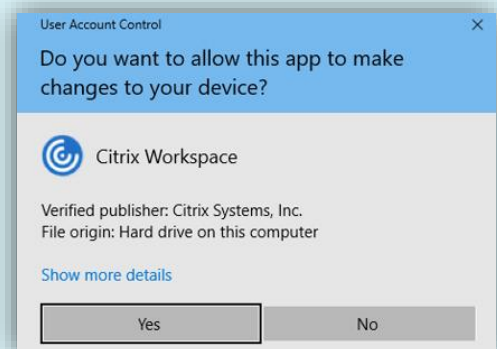 User Account Control
Do you want to allow this app to make
changes to your device?
Citrix Workspace
Verified publisher: Citrix Systems, Inc.
File origin: Hard drive on this computer
Show more details
Yes
No